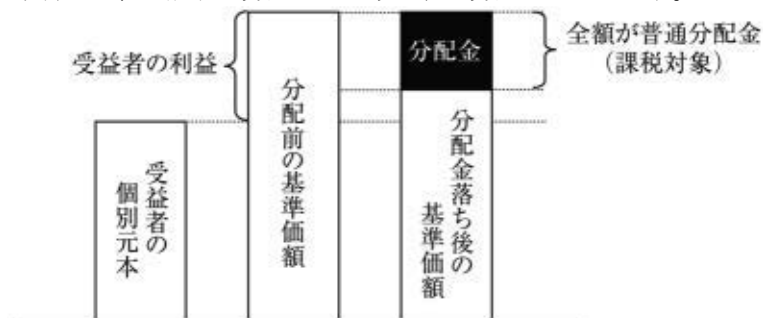 受益者の利益
分配金
全額が普通分配金
（課税対象）
受益者の
個別元本
分配前の基準価額
分配金落ち後の
基準価額